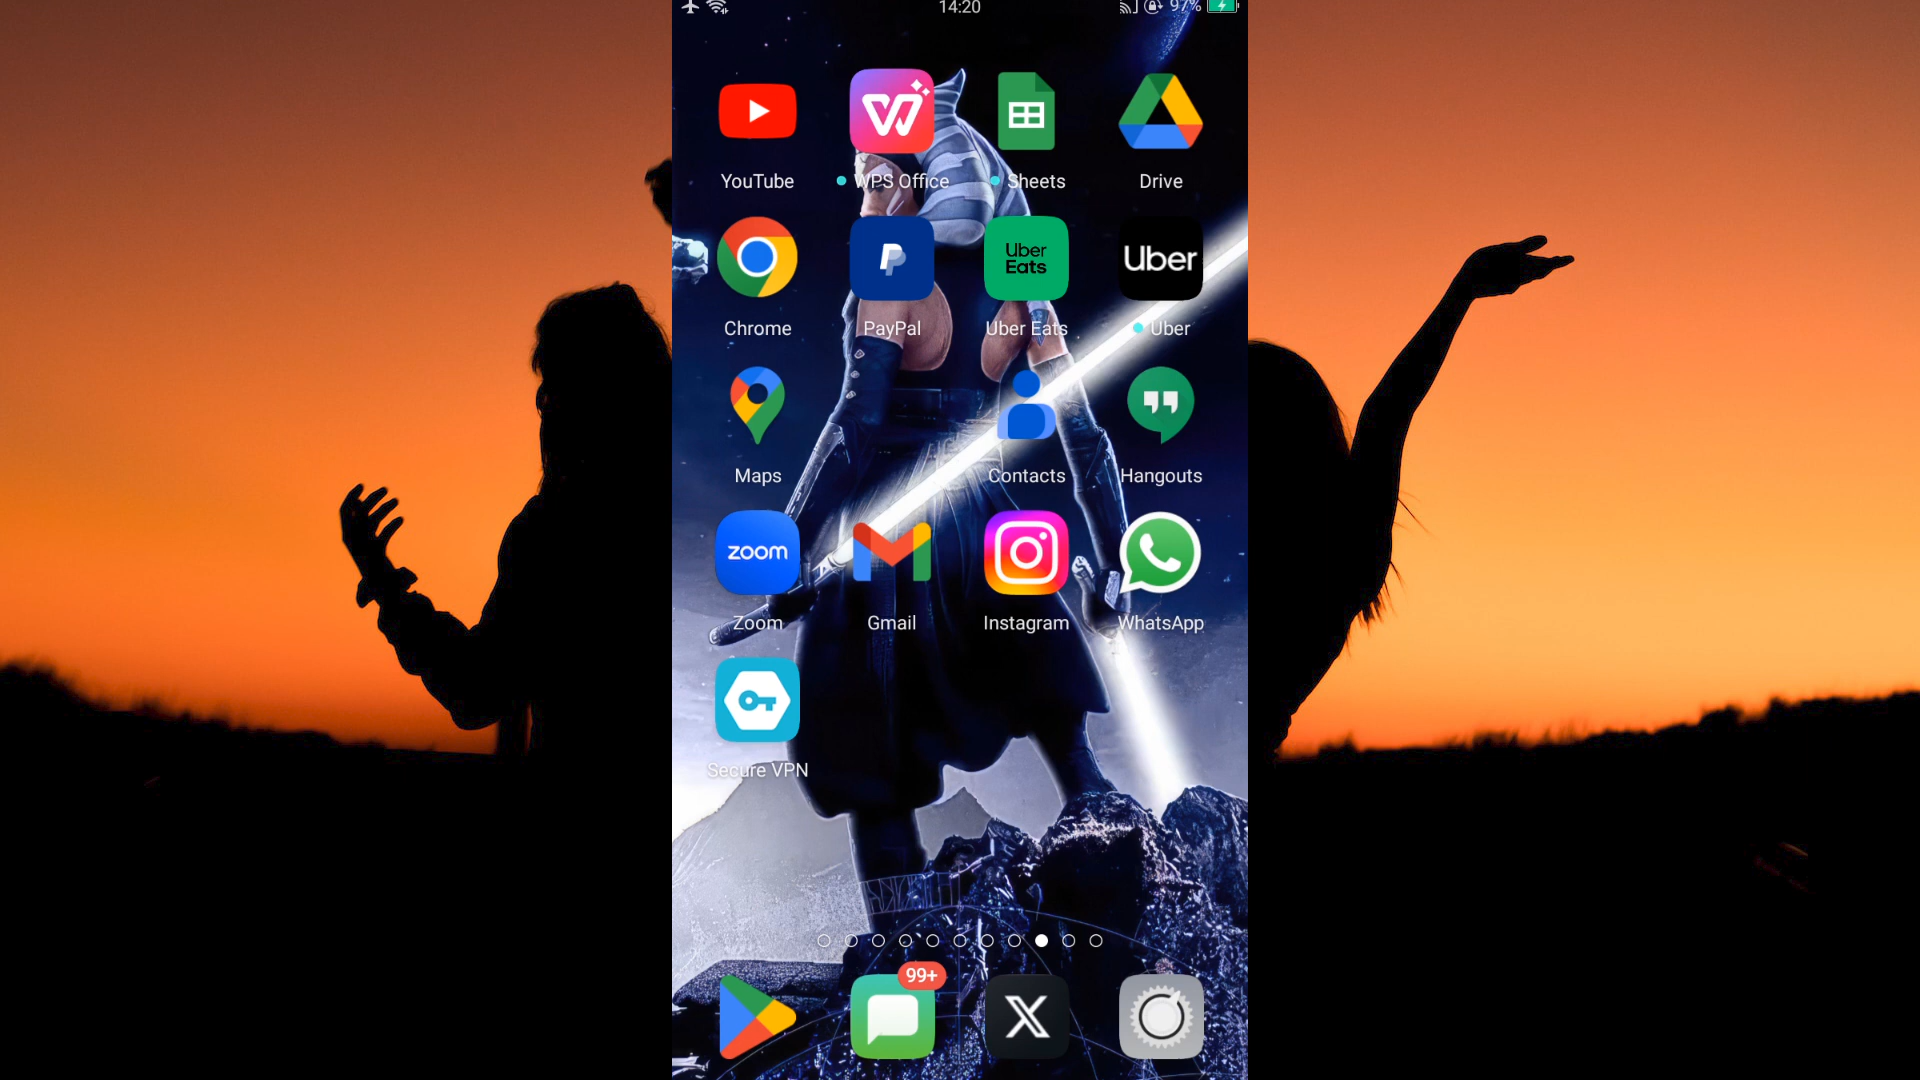 14:20
97%
YouTube
WPS Office
Sheets
Drive
Uber Eats
Uber
Chrome
PayPal
Uber Eats
Uber
Maps
Contacts
Hangouts
zoom
Zoom
Gmail
Instagram
WhatsApp
Secure VPN
99+